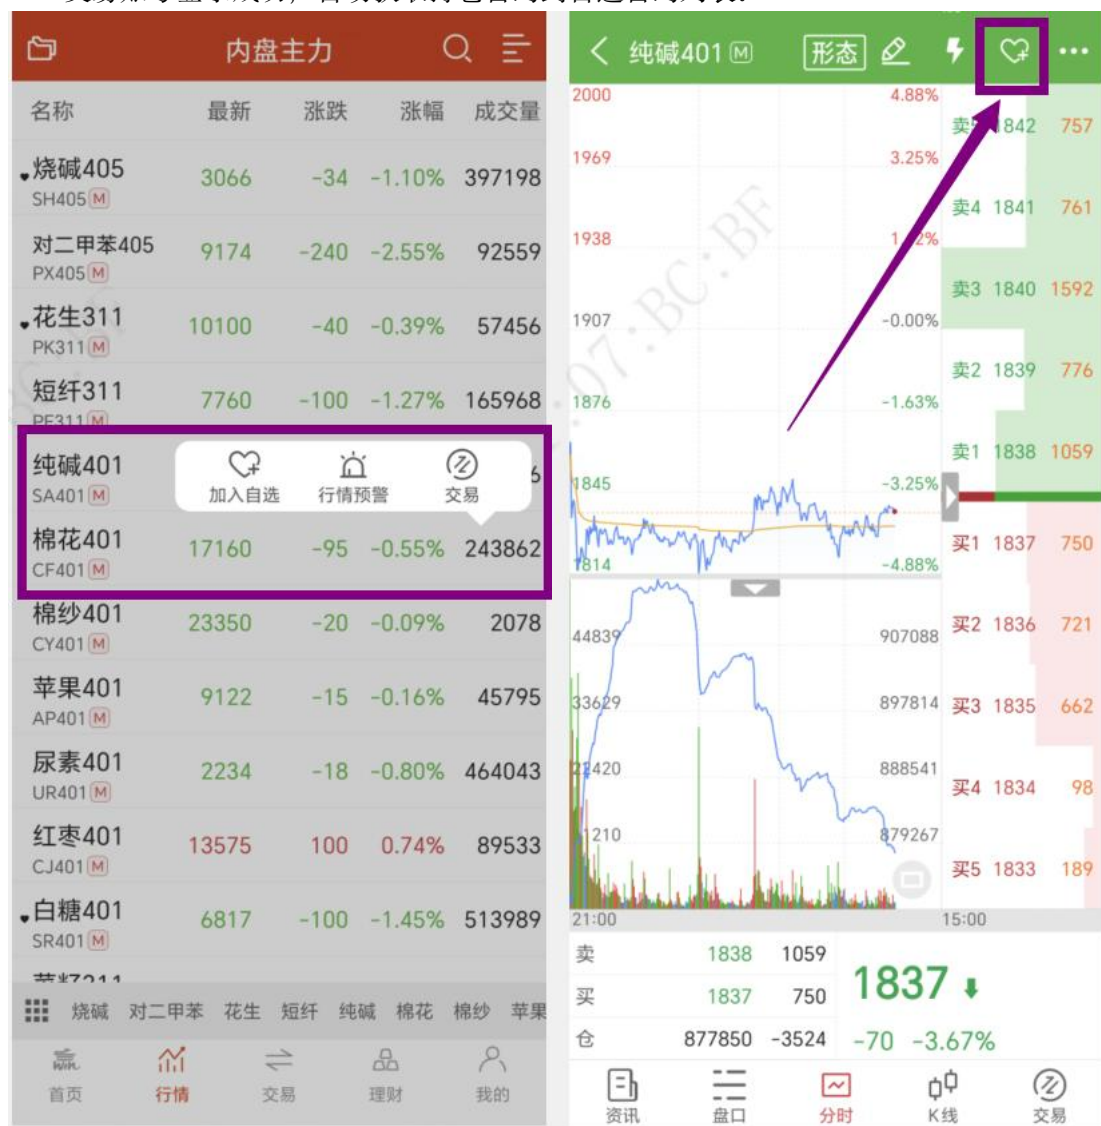 内盘主力
名称 最新 涨跌 涨幅 成交量
烧碱405 3066 -34 -1.10% 397198
SH405 M
对二甲苯405 9174 -240 -2.55% 92559
PX405 M
花生311 10100 -40 -0.39% 57456
PK311 M
短纤311 7760 -100 -1.27% 165968
PF311 M
纯碱401
SA401 M
加入自选 行情预警 交易
棉花401 17160 -95 -0.55% 243862
CF401 M
棉纱401 23350 -20 -0.09% 2078
CY401 M
苹果401 9122 -15 -0.16% 45795
AP401 M
尿素401 2234 -18 -0.80% 464043
UR401 M
红枣401 13575 100 0.74% 89533
CJ401 M
白糖401 6817 -100 -1.45% 513989
SR401 M
烧碱 对二甲苯 花生 短纤 纯碱 棉花 棉纱 苹果
首页 行情 交易 理财 我的
纯碱401 M 形态
2000 4.88%
1969 3.25%
1938
1907 -0.00%
1876 -1.63%
1845 -3.25%
1814 -4.88%
44839 907088
33629 897814
22420 888541
210 879267
21:00 15:00
1842 757
卖4 1841 761
卖3 1840 1592
卖2 1839 776
卖1 1838 1059
买1 1837 750
买2 1836 721
买3 1835 662
买4 1834 98
买5 1833 189
卖 1838 1059
买 1837 750
仓 877850 -3524
1837
-70 -3.67%
资讯 盘口 分时 K线 交易